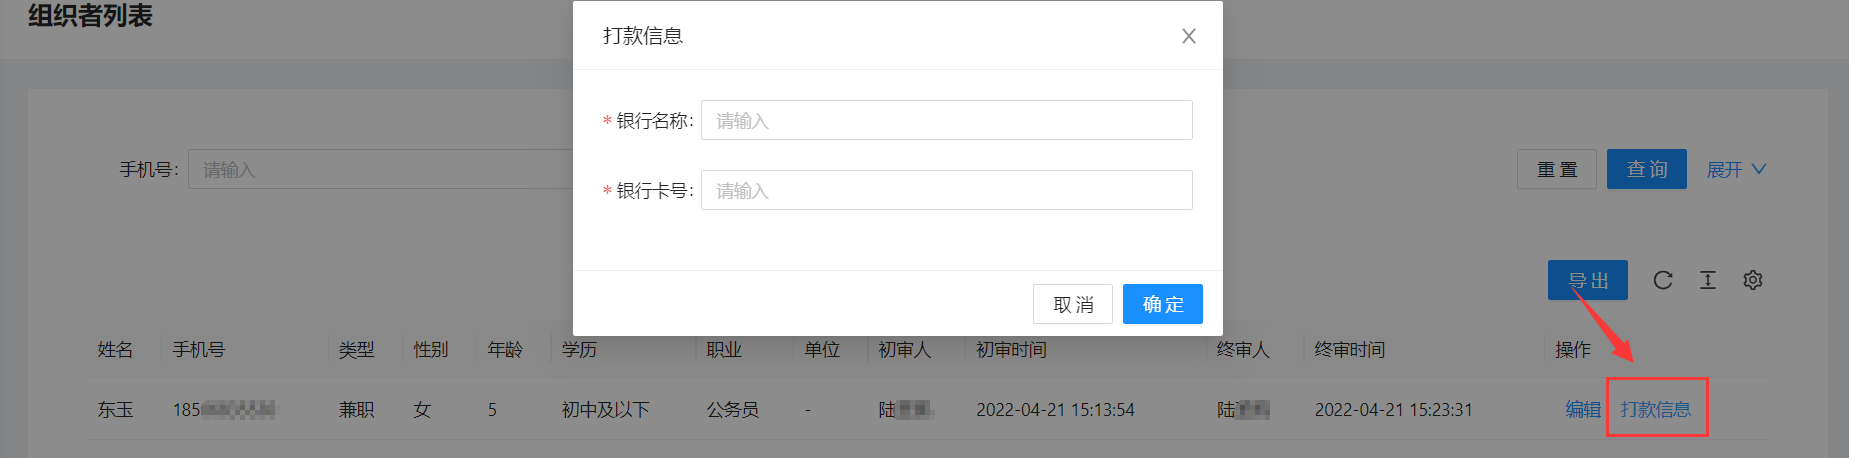 组织者列表
打款信息
* 银行名称: 请输入
* 银行卡号: 请输入
取消 确定
手机号: 请输入
重置 查询 展开
导出
姓名 手机号 类型 性别 年龄 学历 职业 单位 初审人 初审时间 终审人 终审时间 操作
东玉 185 兼职 女 5 初中及以下 公务员 - 陆 2022-04-21 15:13:54 陆 2022-04-21 15:23:31 编辑 打款信息